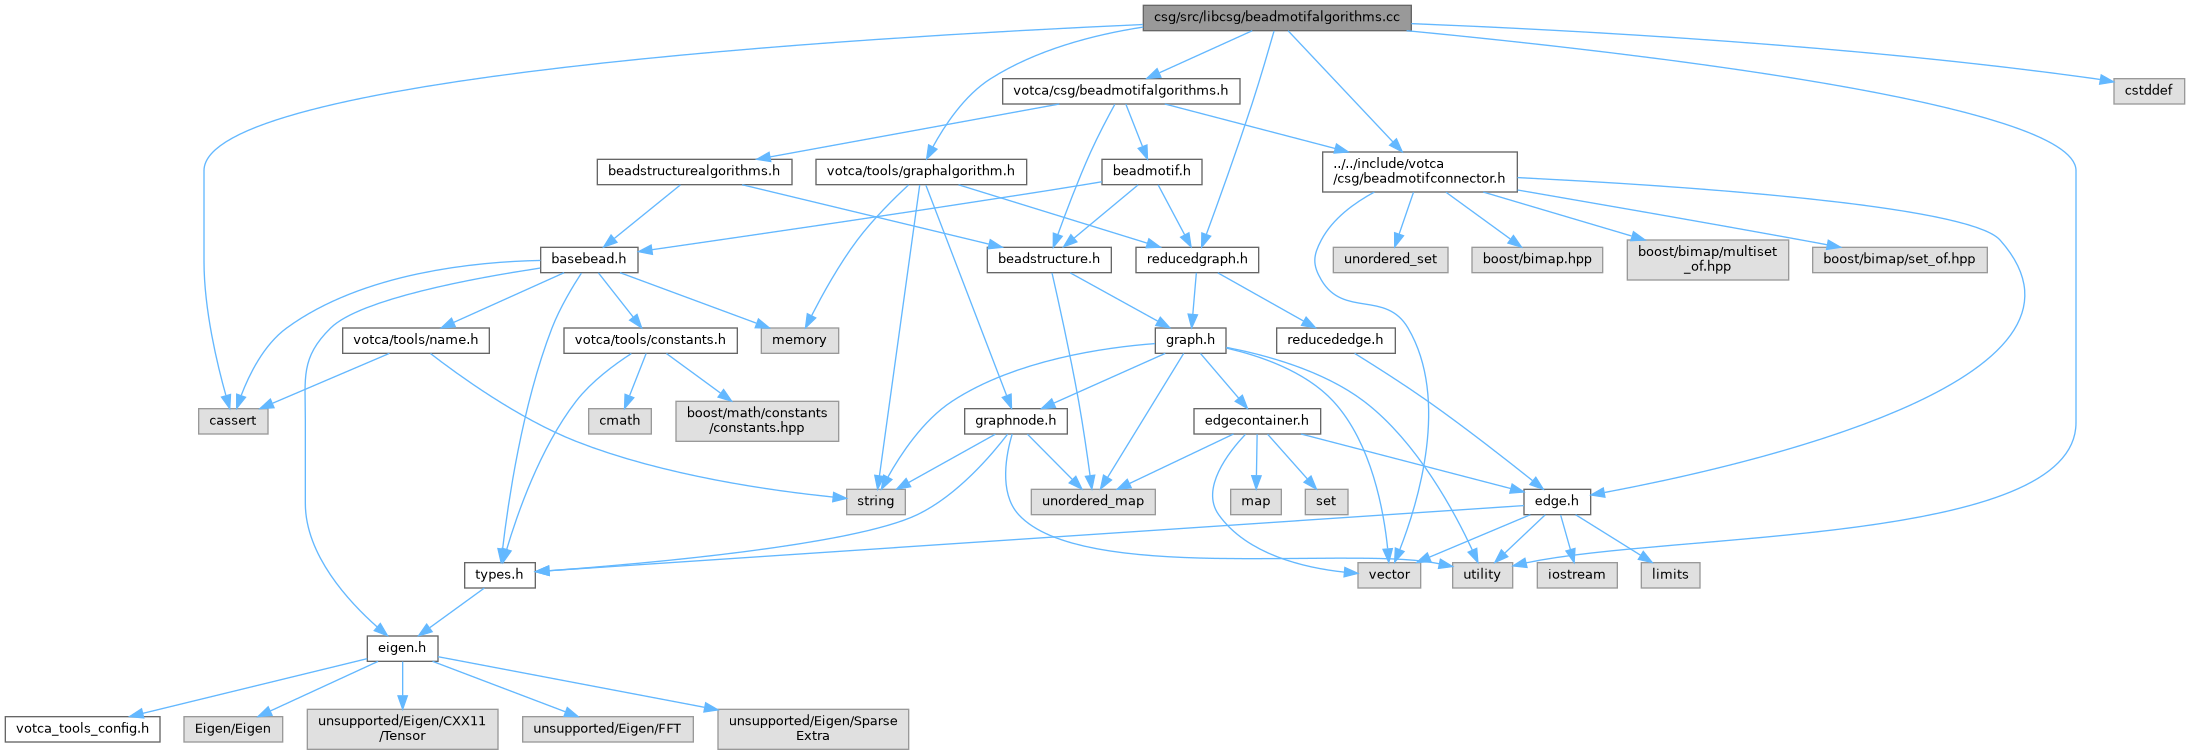 csg/src/libcsg/beadmotifalgorithms.cc
votca/csg/beadmotifalgorithms.h
cstddef
beadstructurealgorithms.h
votca/tools/graphalgorithm.h
beadmotif.h
../../include/votca
/csg/beadmotifconnector.h
basebead.h
beadstructure.h
reducedgraph.h
unordered_set
boost/bimap.hpp
boost/bimap/multiset
_of.hpp
boost/bimap/set_of.hpp
votca/tools/name.h
votca/tools/constants.h
memory
graph.h
reducededge.h
cassert
cmath
boost/math/constants
/constants.hpp
graphnode.h
edgecontainer.h
string
unordered_map
map
set
edge.h
types.h
vector
utility
iostream
limits
eigen.h
votca_tools_config.h
Eigen/Eigen
unsupported/Eigen/CXX11
/Tensor
unsupported/Eigen/FFT
unsupported/Eigen/Sparse
Extra